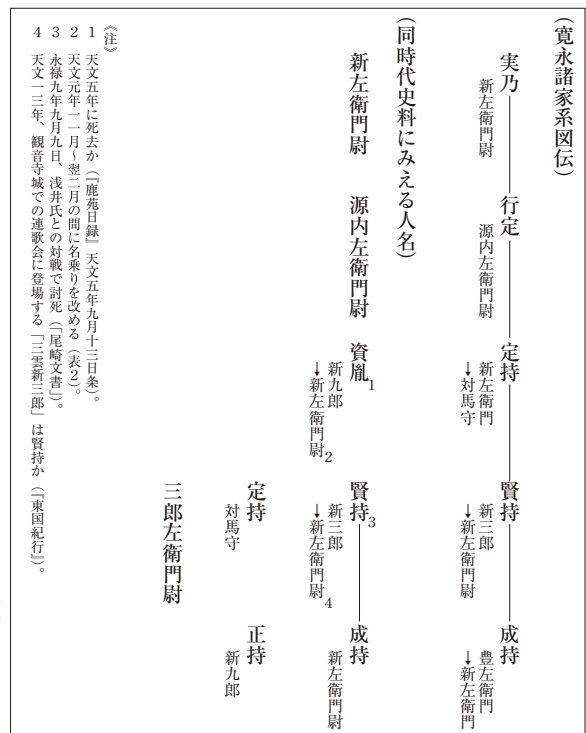 （寛永諸家系図伝）
実乃――行定――定持――賢持――成持
新左衛門尉
源内左衛門尉
新左衛門
→対馬守
新三郎
→新左衛門尉
豊左衛門
→新左衛門
（同時代史料にみえる人名）
新左衛門尉
源内左衛門尉
資胤1
新九郎
→新左衛門尉2
賢持3――成持
新三郎
→新左衛門尉4
新左衛門尉
定持
対馬守
正持
新九郎
三郎左衛門尉
《注》
1 天文五年に死去か（『鹿苑日録』天文五年九月十三日条）。
2 天文元年一一月～翌二月の間に名乗りを改める（表2）。
3 永禄九年九月九日、浅井氏との対戦で討死（「尾崎文書」）。
4 天文一三年、観音寺城での連歌会に登場する「三雲新三郎」は賢持か（『東国紀行』）。